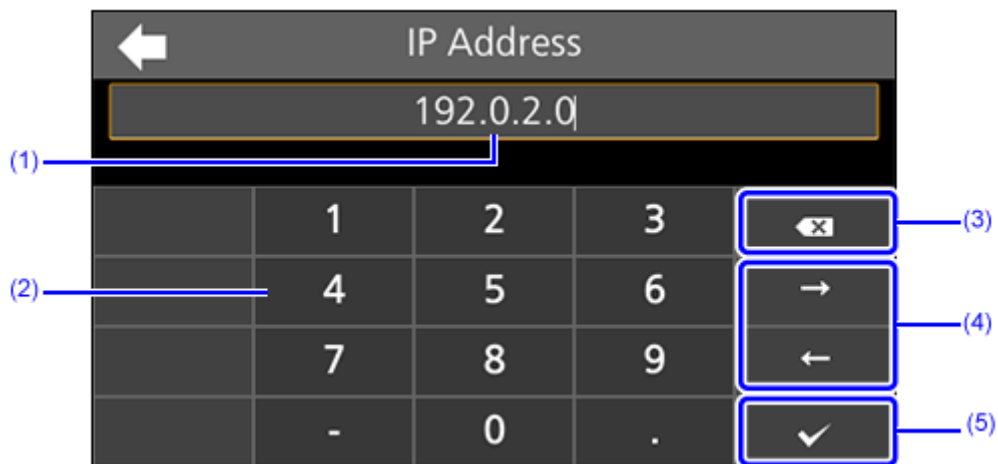 IP Address
192.0.2.0
(1)
1 2 3
(3)
(2)
4 5 6 →
(4)
7 8 9 ←
- 0 .
(5)